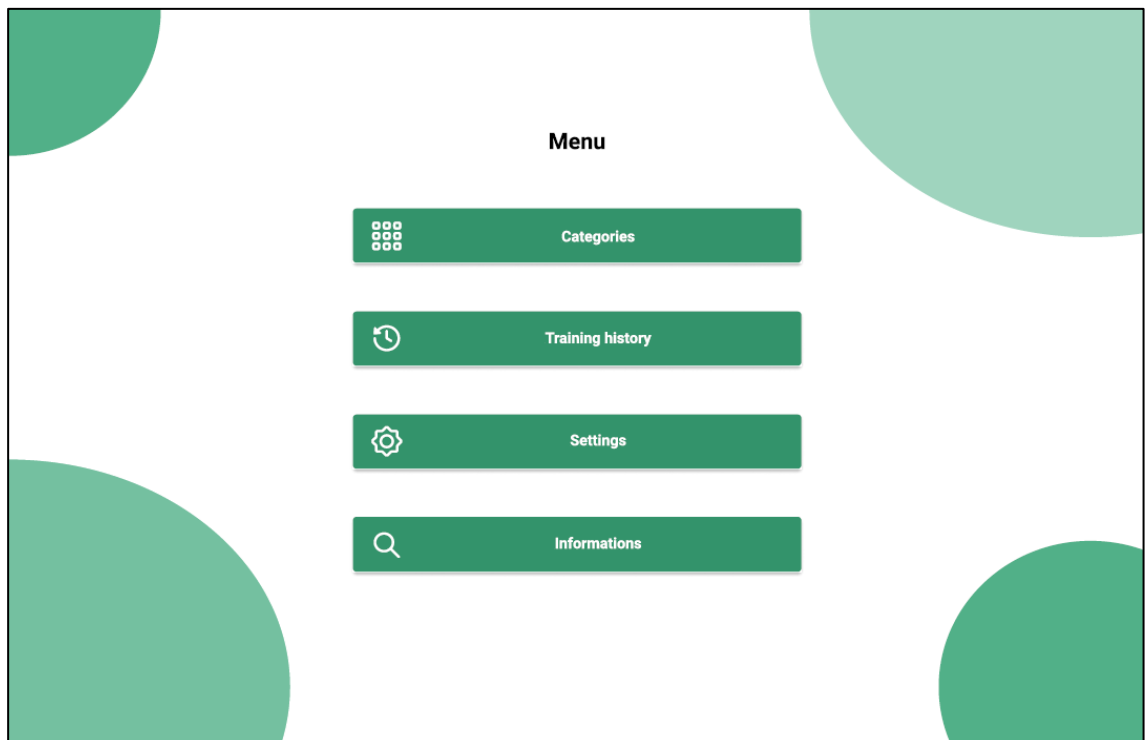 Menu
Categories
Training history
Settings
Informations